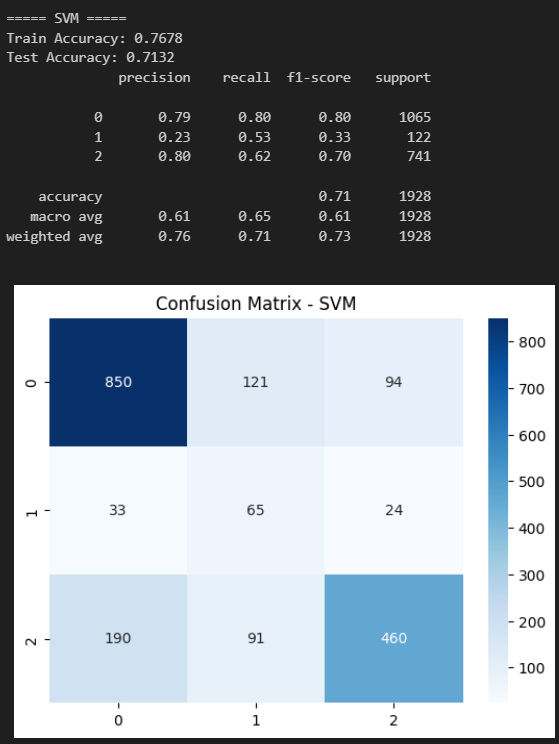 ===== SVM =====
Train Accuracy: 0.7678
Test Accuracy: 0.7132
precision recall f1-score support
0 0.79 0.80 0.80 1065
1 0.23 0.53 0.33 122
2 0.80 0.62 0.70 741
accuracy 0.71 1928
macro avg 0.61 0.65 0.61 1928
weighted avg 0.76 0.71 0.73 1928
Confusion Matrix - SVM
0 850 121 94
1 33 65 24
2 190 91 460
0 1 2
800
700
600
500
400
300
200
100